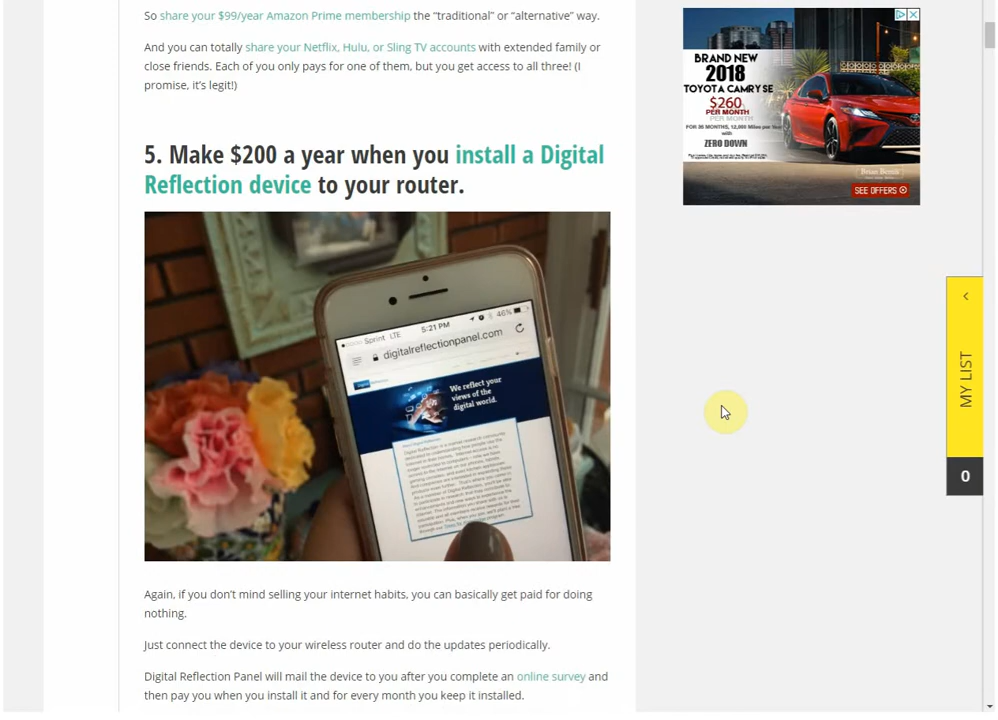 So share your $99/year Amazon Prime membership the "traditional" or "alternative" way.
And you can totally share your Netflix, Hulu, or Sling TV accounts with extended family or
close friends. Each of you only pays for one of them, but you get access to all three! (I
promise, it's legit!)
5. Make $200 a year when you install a Digital
Reflection device to your router.
Sprint LTE 5:21 PM 46%
digitalreflectionpanel.com
We reflect your
views of the
digital world.
Again, if you don't mind selling your internet habits, you can basically get paid for doing
nothing.
Just connect the device to your wireless router and do the updates periodically.
Digital Reflection Panel will mail the device to you after you complete an online survey and
then pay you when you install it and for every month you keep it installed.
BRAND NEW
2018
TOYOTA CAMRY SE
$260
PER MONTH
PER MONTH
FOR 36 MONTHS, 12,000 Miles per Year
with
ZERO DOWN
SEE OFFERS
MY LIST
0